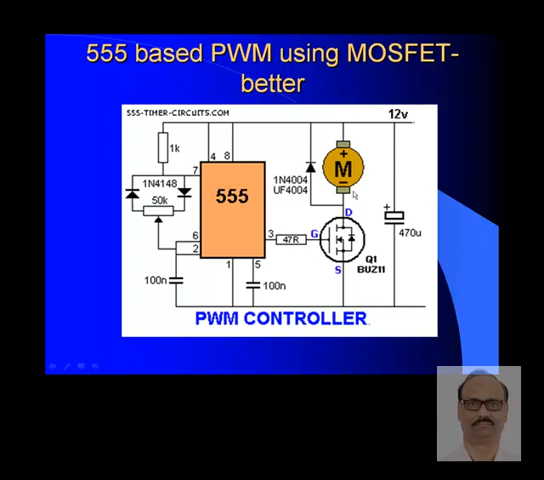 555 based PWM using MOSFET-
better
555-TIMER-CIRCUITS.COM
12v
1k
4 8
7
1N4148
50k
555
1N4004
UF4004
+
M
6
2
3
47R
G
D
S
Q1
BUZ11
+
470u
100n
1
5
100n
PWM CONTROLLER